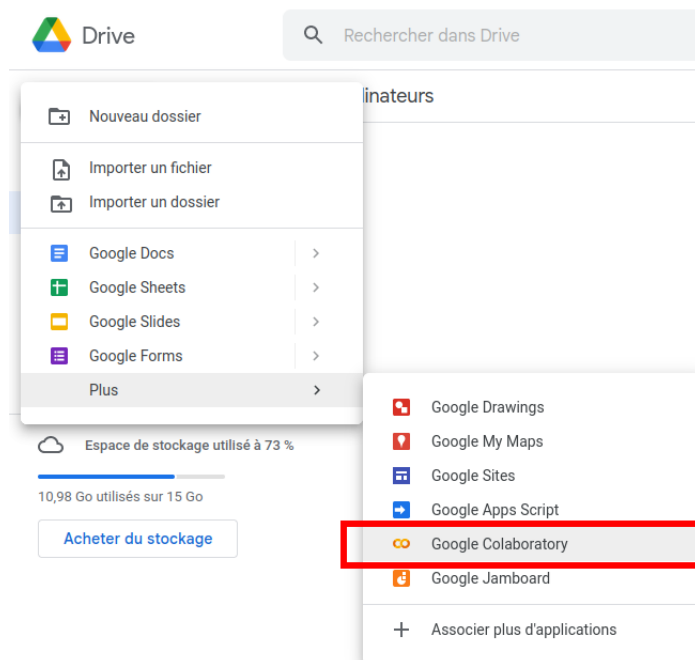 Drive
Rechercher dans Drive
linateurs
Nouveau dossier
Importer un fichier
Importer un dossier
Google Docs
Google Sheets
Google Slides
Google Forms
Plus
Google Drawings
Google My Maps
Google Sites
Google Apps Script
Google Colaboratory
Google Jamboard
Associer plus d'applications
Espace de stockage utilisé à 73 %
10,98 Go utilisés sur 15 Go
Acheter du stockage